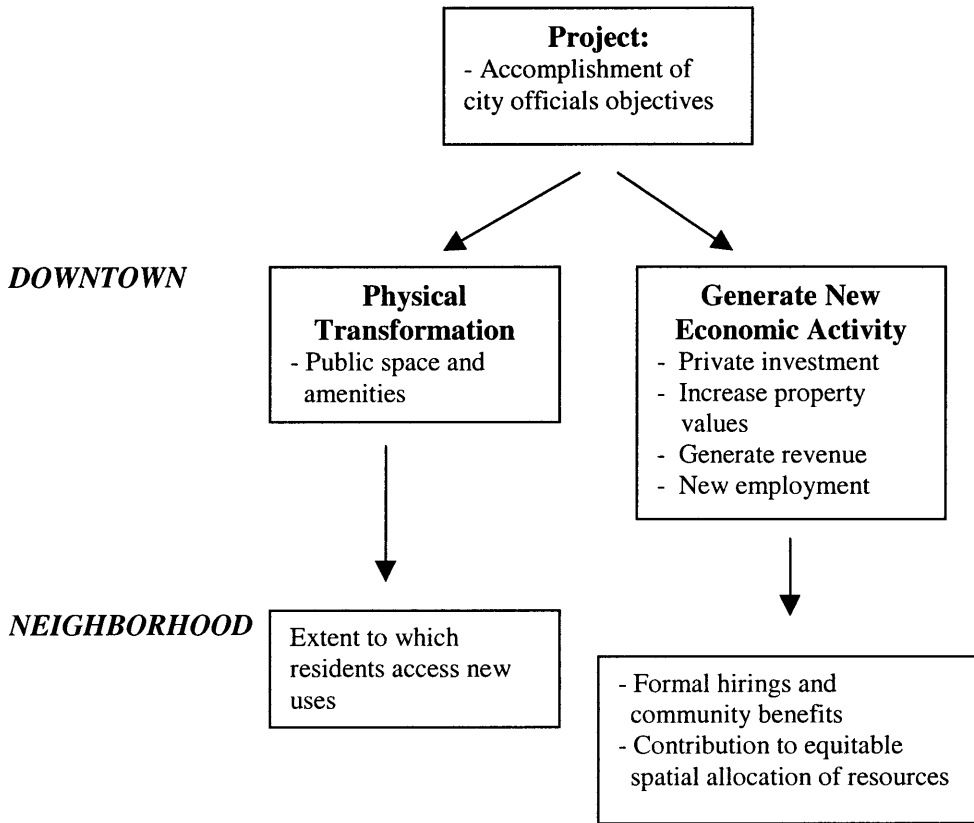 Project:
- Accomplishment of
city officials objectives
DOWNTOWN
Physical
Transformation
- Public space and
amenities
Generate New
Economic Activity
- Private investment
- Increase property
values
- Generate revenue
- New employment
NEIGHBORHOOD
Extent to which
residents access new
uses
- Formal hirings and
community benefits
- Contribution to equitable
spatial allocation of resources